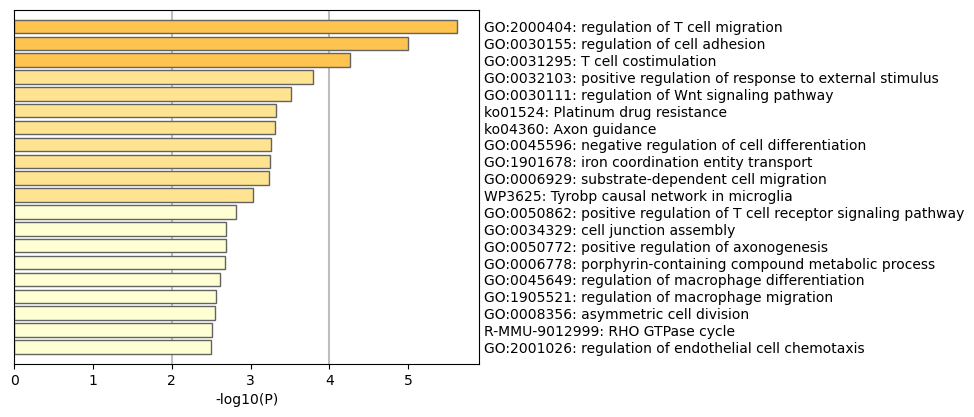 GO:2000404: regulation of T cell migration
GO:0030155: regulation of cell adhesion
GO:0031295: T cell costimulation
GO:0032103: positive regulation of response to external stimulus
GO:0030111: regulation of Wnt signaling pathway
ko01524: Platinum drug resistance
ko04360: Axon guidance
GO:0045596: negative regulation of cell differentiation
GO:1901678: iron coordination entity transport
GO:0006929: substrate-dependent cell migration
WP3625: Tyrobp causal network in microglia
GO:0050862: positive regulation of T cell receptor signaling pathway
GO:0034329: cell junction assembly
GO:0050772: positive regulation of axonogenesis
GO:0006778: porphyrin-containing compound metabolic process
GO:0045649: regulation of macrophage differentiation
GO:1905521: regulation of macrophage migration
GO:0008356: asymmetric cell division
R-MMU-9012999: RHO GTPase cycle
GO:2001026: regulation of endothelial cell chemotaxis
0 1 2 3 4 5
-log10(P)